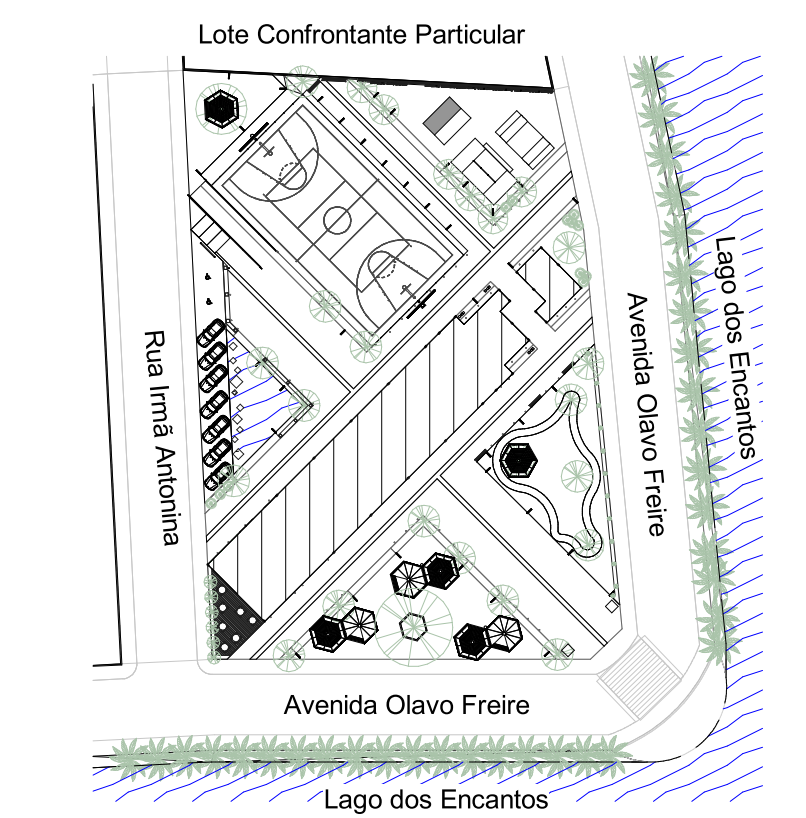 Lote Confrontante Particular
Lago dos Encantos
Avenida Olavo Freire
Rua Irmã Antonina
Avenida Olavo Freire
Lago dos Encantos